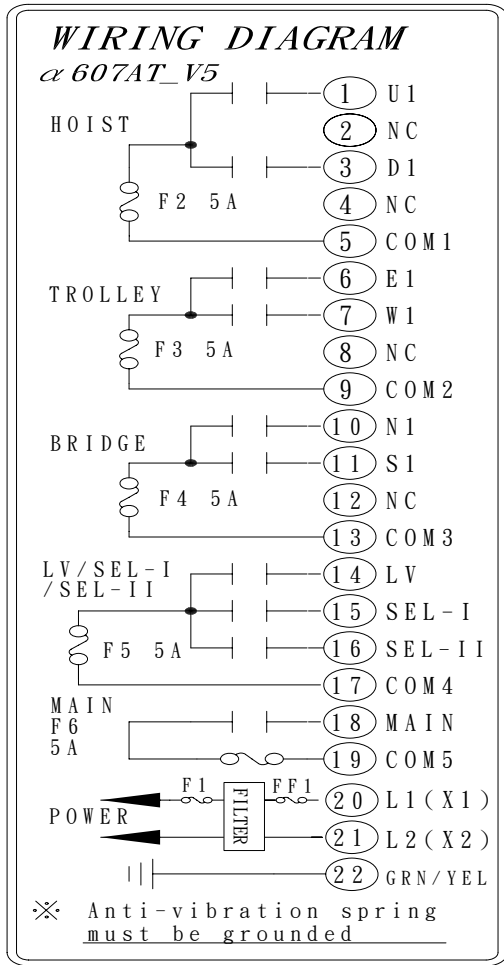 WIRING DIAGRAM
α607AT_V5
1 U1
HOIST
2 NC
3 D1
F2 5A
4 NC
5 COM1
6 E1
TROLLEY
7 W1
F3 5A
8 NC
9 COM2
10 N1
BRIDGE
11 S1
F4 5A
12 NC
13 COM3
LV/SEL-I
/SEL-II
14 LV
15 SEL-I
F5 5A
16 SEL-II
17 COM4
MAIN
F6
5A
18 MAIN
19 COM5
F1
FF1
POWER
FILTER
20 L1(X1)
21 L2(X2)
22 GRN/YEL
※ Anti-vibration spring
must be grounded